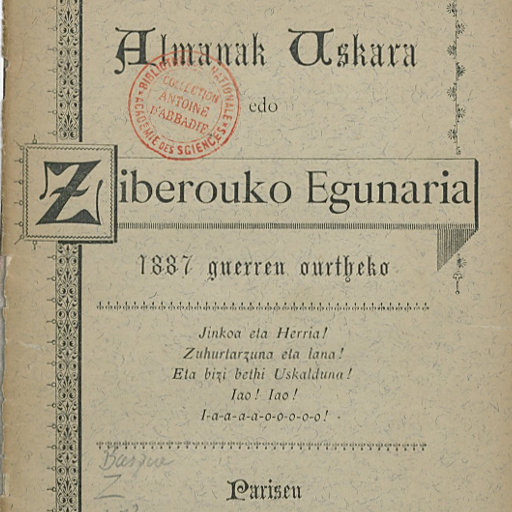 Almanak Uskara
BIBLIOTHÈQUE NATIONALE
COLLECTION
ANTOINE
D'ABBADIE
ACADÉMIE DES SCIENCES
edo
Ziberouko Egunaria
1887 guerren ourtheko
Jinkoa eta Herria!
Zuhurtarzuna eta lana!
Eta bizi bethi Uskalduna!
Iao! Iao!
I-a-a-a-a-o-o-o-o-o!
Basque
Z
Parisen